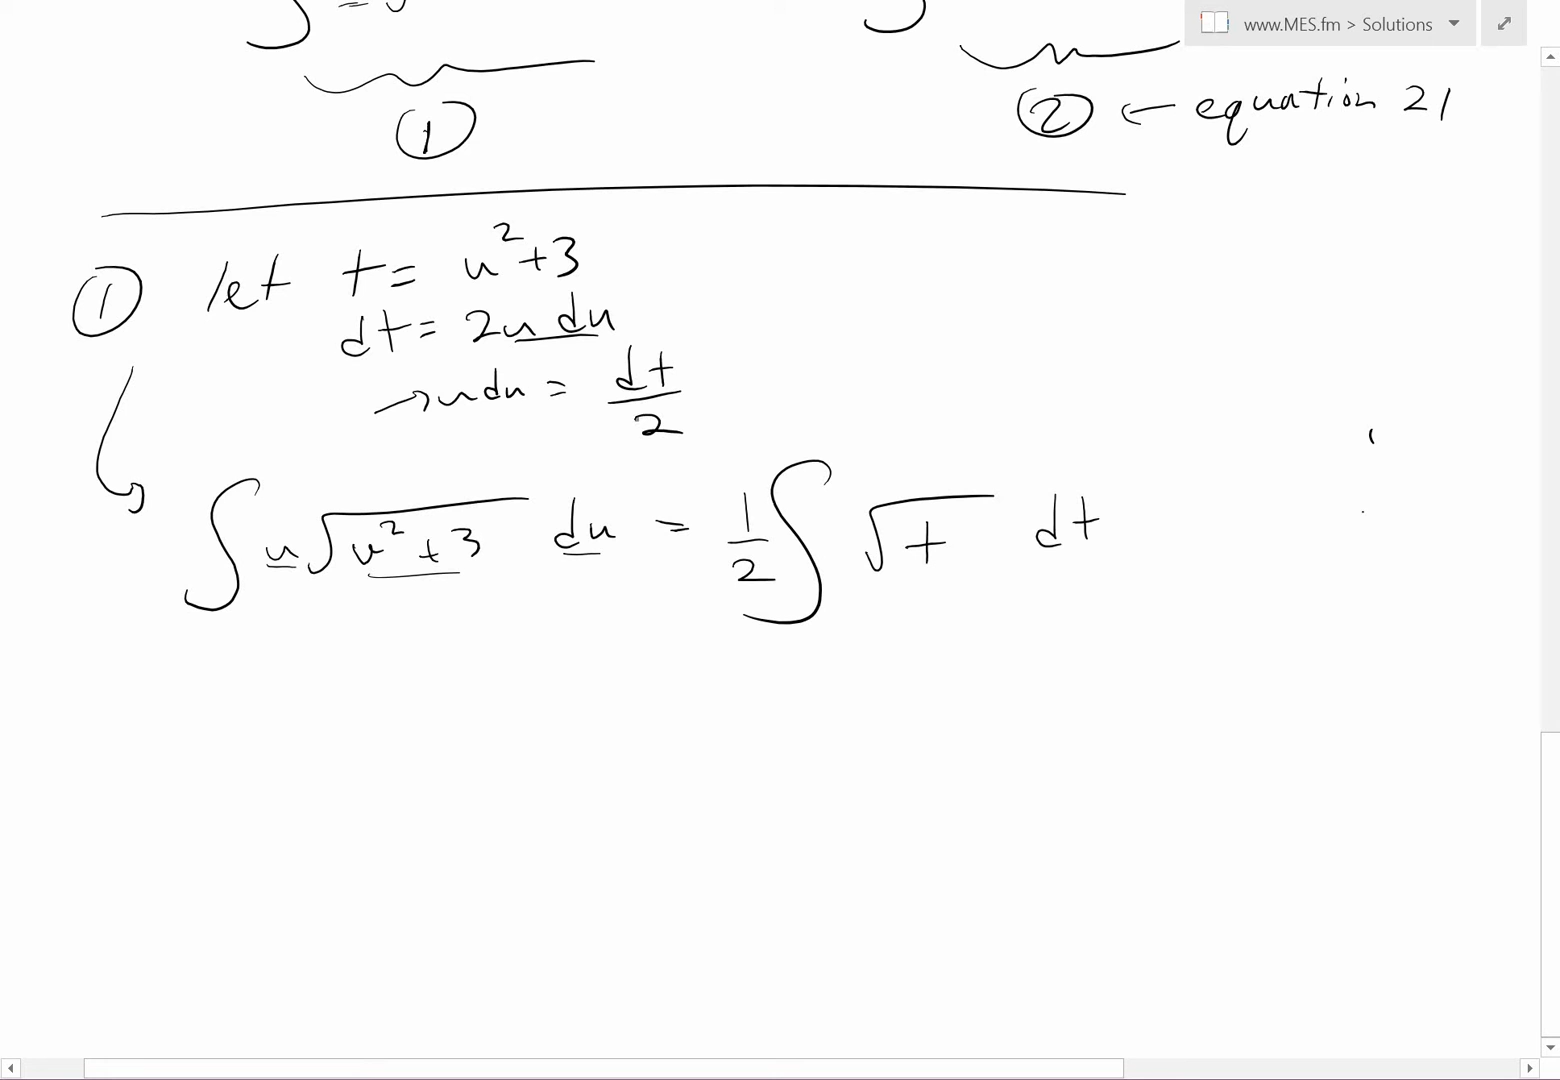 www.MES.fm > Solutions
① ② ← equation 21
① let t = u² + 3
dt = 2u du
→ u du = dt/2
∫ u √(u² + 3) du = 1/2 ∫ √t dt